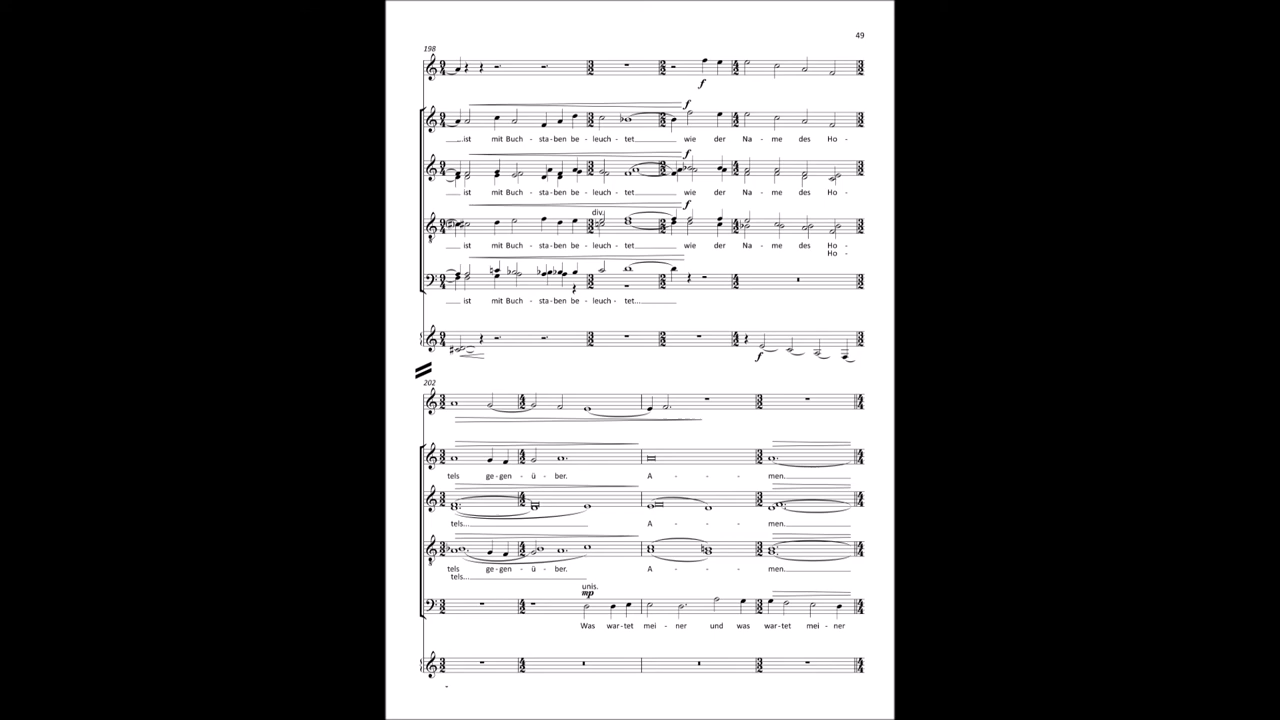 49
198
f
f
...ist mit Buch - sta-ben be-leuch - tet wie der Na - me des Ho -
f
ist mit Buch - sta-ben be-leuch - tet wie der Na - me des Ho -
f
div.
ist mit Buch - sta-ben be-leuch - tet wie der Na - me des Ho -
Ho -
ist mit Buch - sta-ben be-leuch - tet...
f
202
tels ge-gen - ü - ber. A - - - men.
tels... A - - - men.
tels ge-gen - ü - ber. A - - - men.
tels...
unis.
mp
Was war-tet mei - ner und was war-tet mei - ner